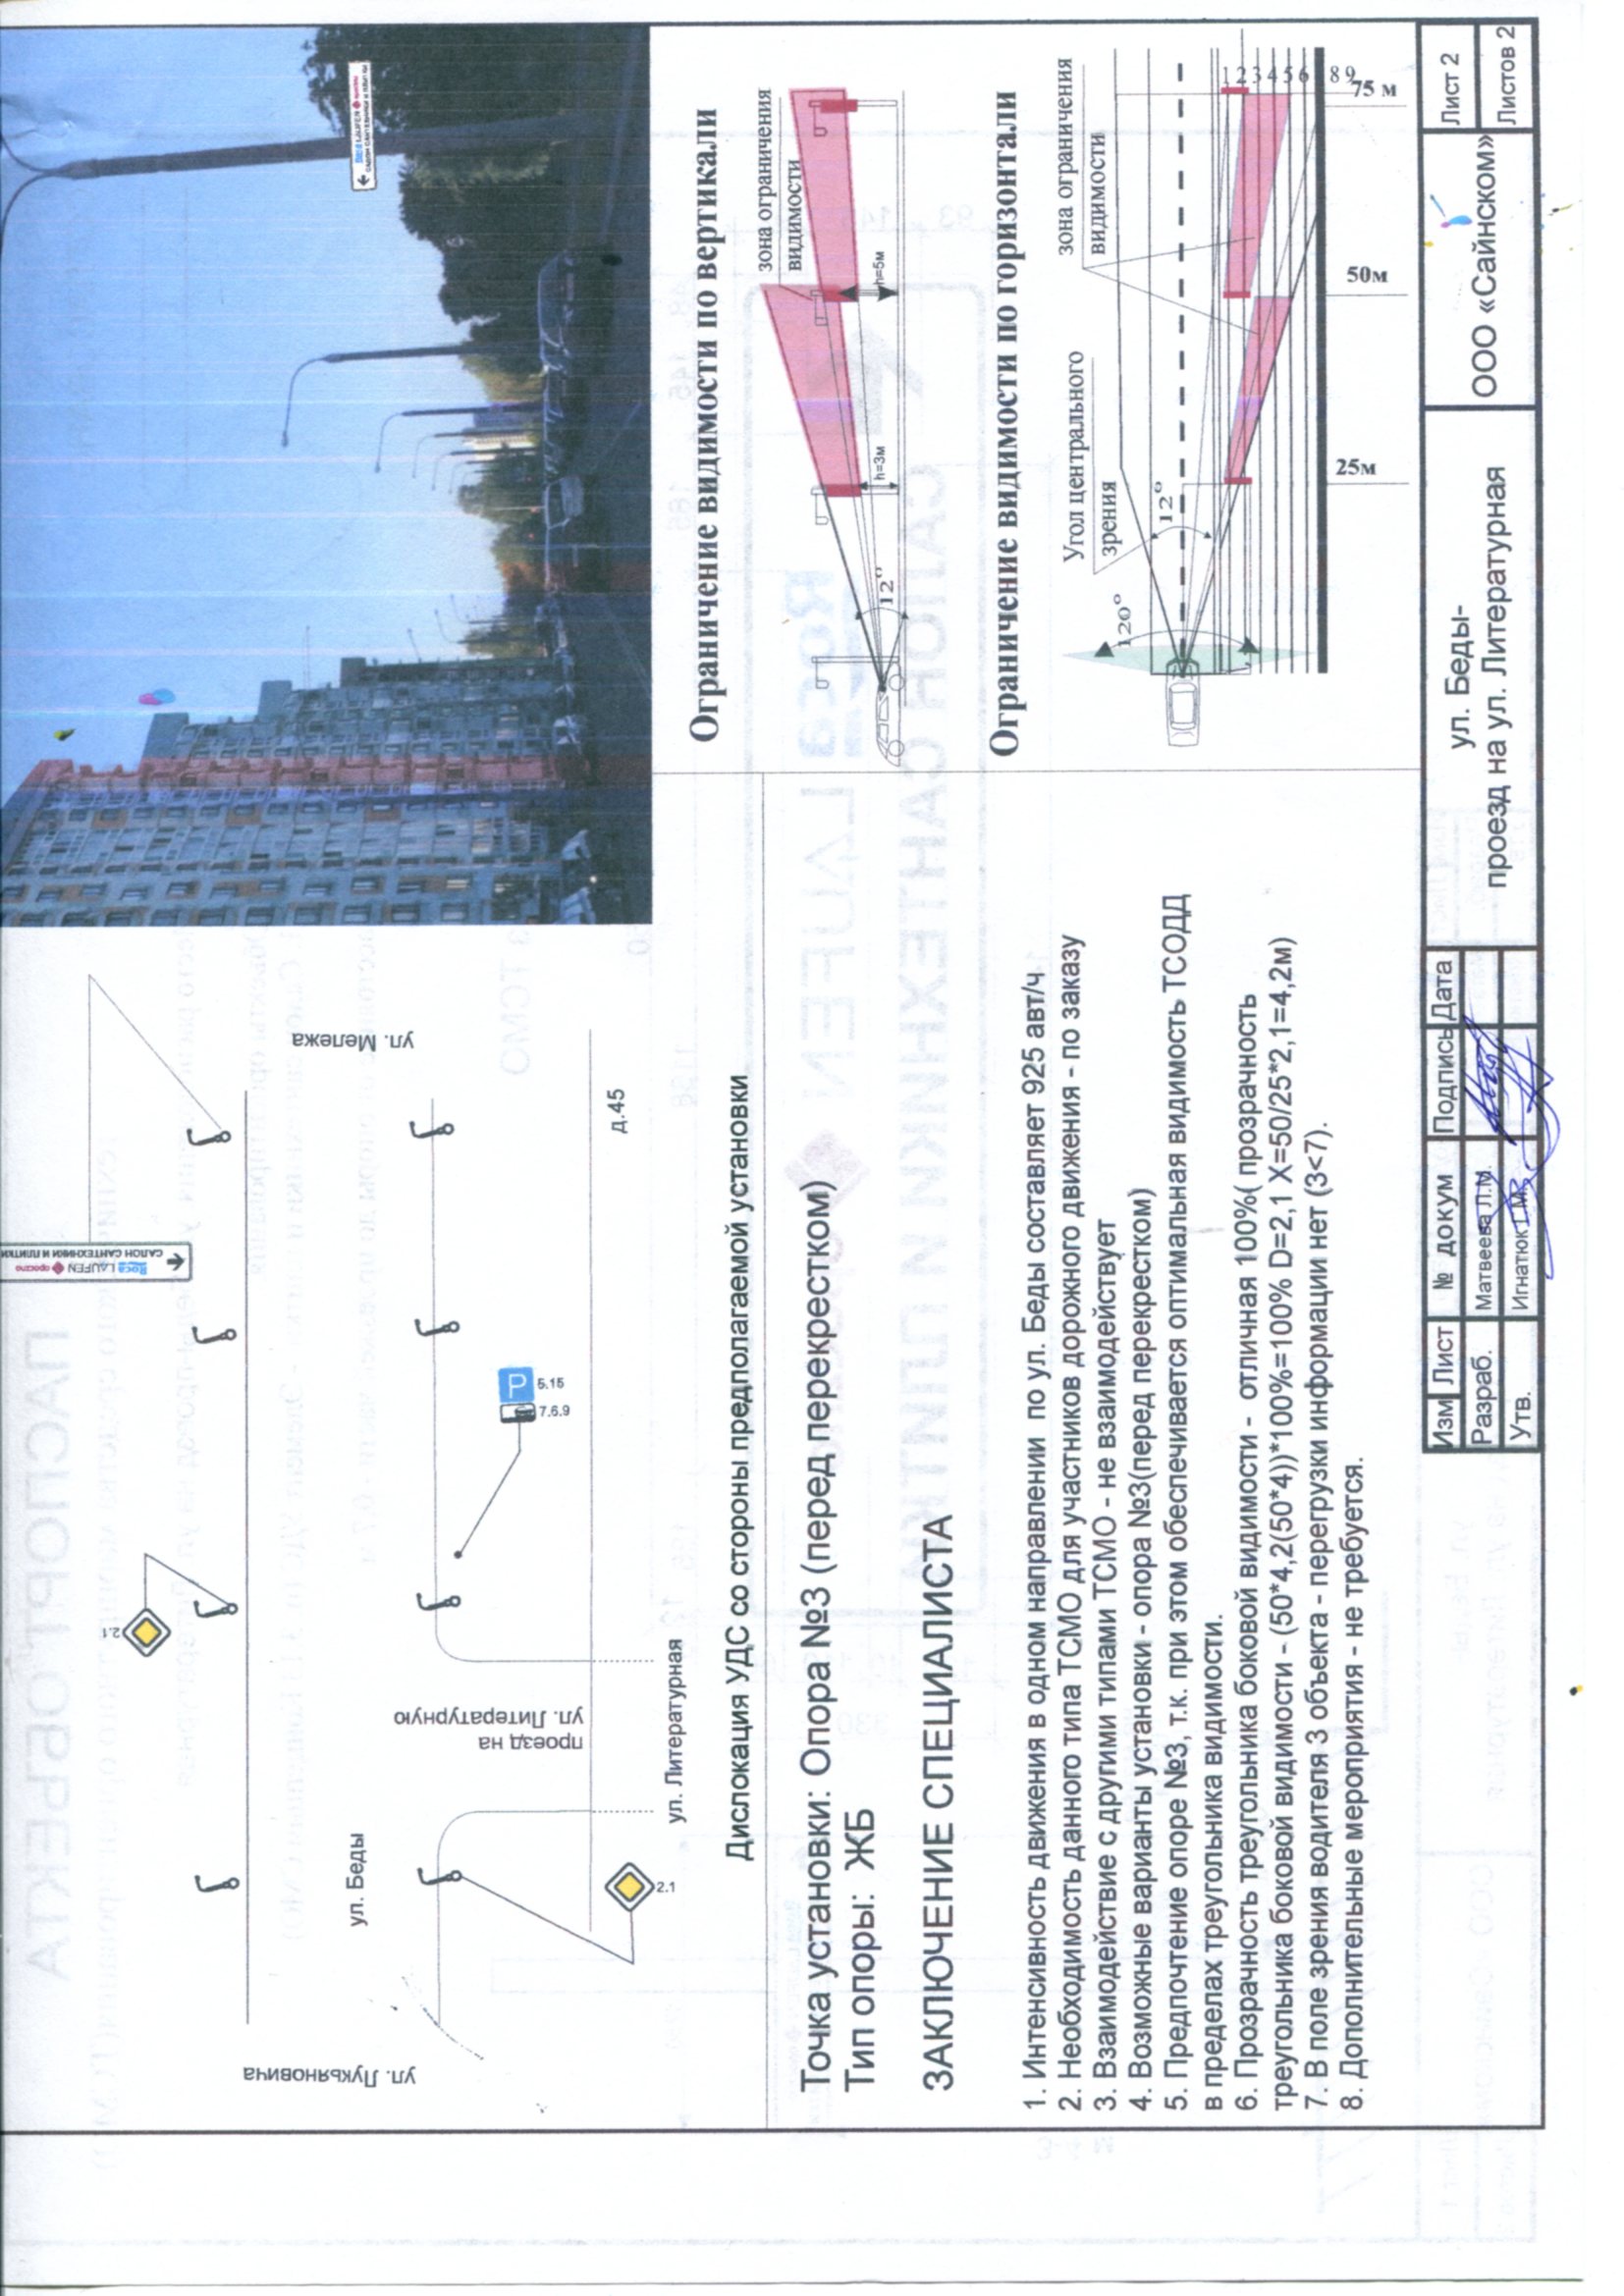 САЛОН САНТЕХНИКИ И ПЛИТКИ
Roca LAUFEN opoczno
2.1
ул. Лукьяновича
ул. Беды
проезд на
ул. Литературную
ул. Мележа
5.15
7.6.9
2.1
д.45
ул. Литературная
Дислокация УДС со стороны предполагаемой установки
Roca LAUFEN opoczno
САЛОН САНТЕХНИКИ И ПЛИТКИ
Точка установки: Опора №3 (перед перекрестком)
Тип опоры: ЖБ
ЗАКЛЮЧЕНИЕ СПЕЦИАЛИСТА
1. Интенсивность движения в одном направлении по ул. Беды составляет 925 авт/ч
2. Необходимость данного типа ТСМО для участников дорожного движения - по заказу
3. Взаимодействие с другими типами ТСМО - не взаимодействует
4. Возможные варианты установки - опора №3(перед перекрестком)
5. Предпочтение опоре №3, т.к. при этом обеспечивается оптимальная видимость ТСОДД
в пределах треугольника видимости.
6. Прозрачность треугольника боковой видимости - отличная 100%( прозрачность
треугольника боковой видимости - (50*4,2(50*4))*100%=100% D=2,1 X=50/25*2,1=4,2м)
7. В поле зрения водителя 3 объекта - перегрузки информации нет (3<7).
8. Дополнительные мероприятия - не требуется.
Ограничение видимости по вертикали
зона ограничения
видимости
12°
h=3м
h=5м
Ограничение видимости по горизонтали
Угол центрального
зрения
зона ограничения
видимости
120°
12°
1 2 3 4 5 6 8 9
25м
50м
75 м
Изм Лист № докум Подпись Дата
Разраб. Матвеева Л.М.
Утв. Игнатюк Г.М.
ул. Беды-
проезд на ул. Литературная
ООО «Сайнском»
Лист 2
Листов 2